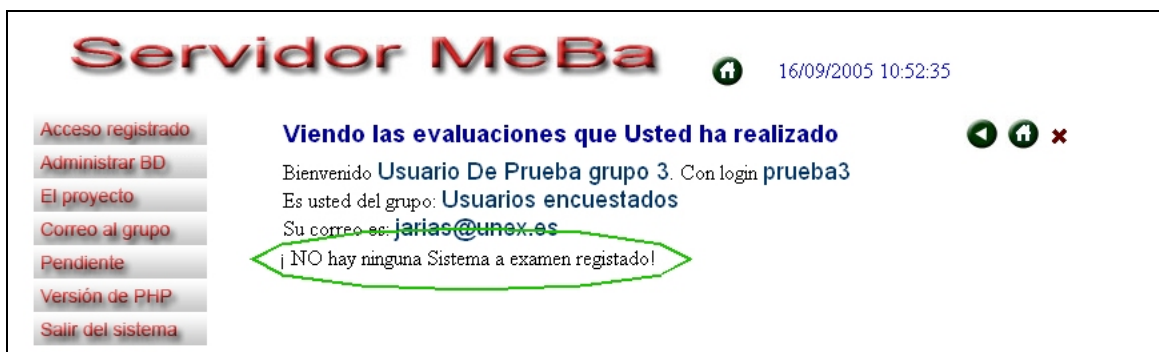 Servidor MeBa
16/09/2005 10:52:35
Acceso registrado
Administrar BD
El proyecto
Correo al grupo
Pendiente
Versión de PHP
Salir del sistema
Viendo las evaluaciones que Usted ha realizado
Bienvenido Usuario De Prueba grupo 3. Con login prueba3
Es usted del grupo: Usuarios encuestados
Su correo es: jarias@unex.es
¡ NO hay ninguna Sistema a examen registado!